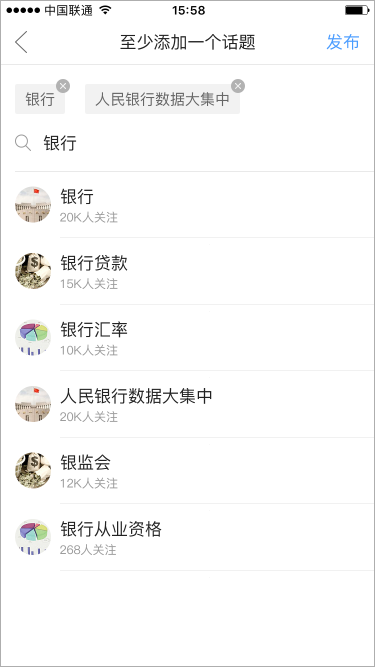 中国联通 15:58
至少添加一个话题 发布
银行 人民银行数据大集中
银行
银行
20K人关注
银行贷款
15K人关注
银行汇率
10K人关注
人民银行数据大集中
20K人关注
银监会
12K人关注
银行从业资格
268人关注